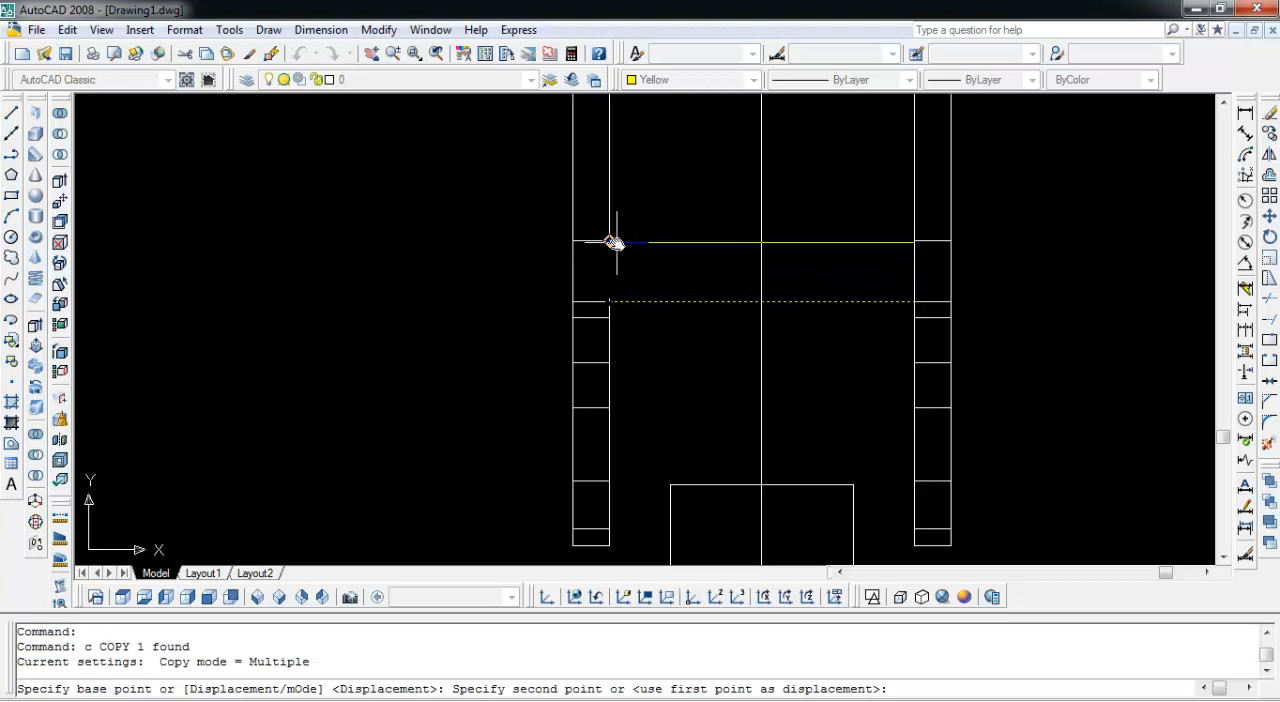 AutoCAD 2008 - [Drawing1.dwg]
File Edit View Insert Format Tools Draw Dimension Modify Window Help Express
Type a question for help
AutoCAD Classic
0
Yellow
ByLayer
ByLayer
ByColor
A
Y
X
Model Layout1 Layout2
Command:
Command: c COPY 1 found
Current settings: Copy mode = Multiple
Specify base point or [Displacement/mOde] <Displacement>: Specify second point or <use first point as displacement>: